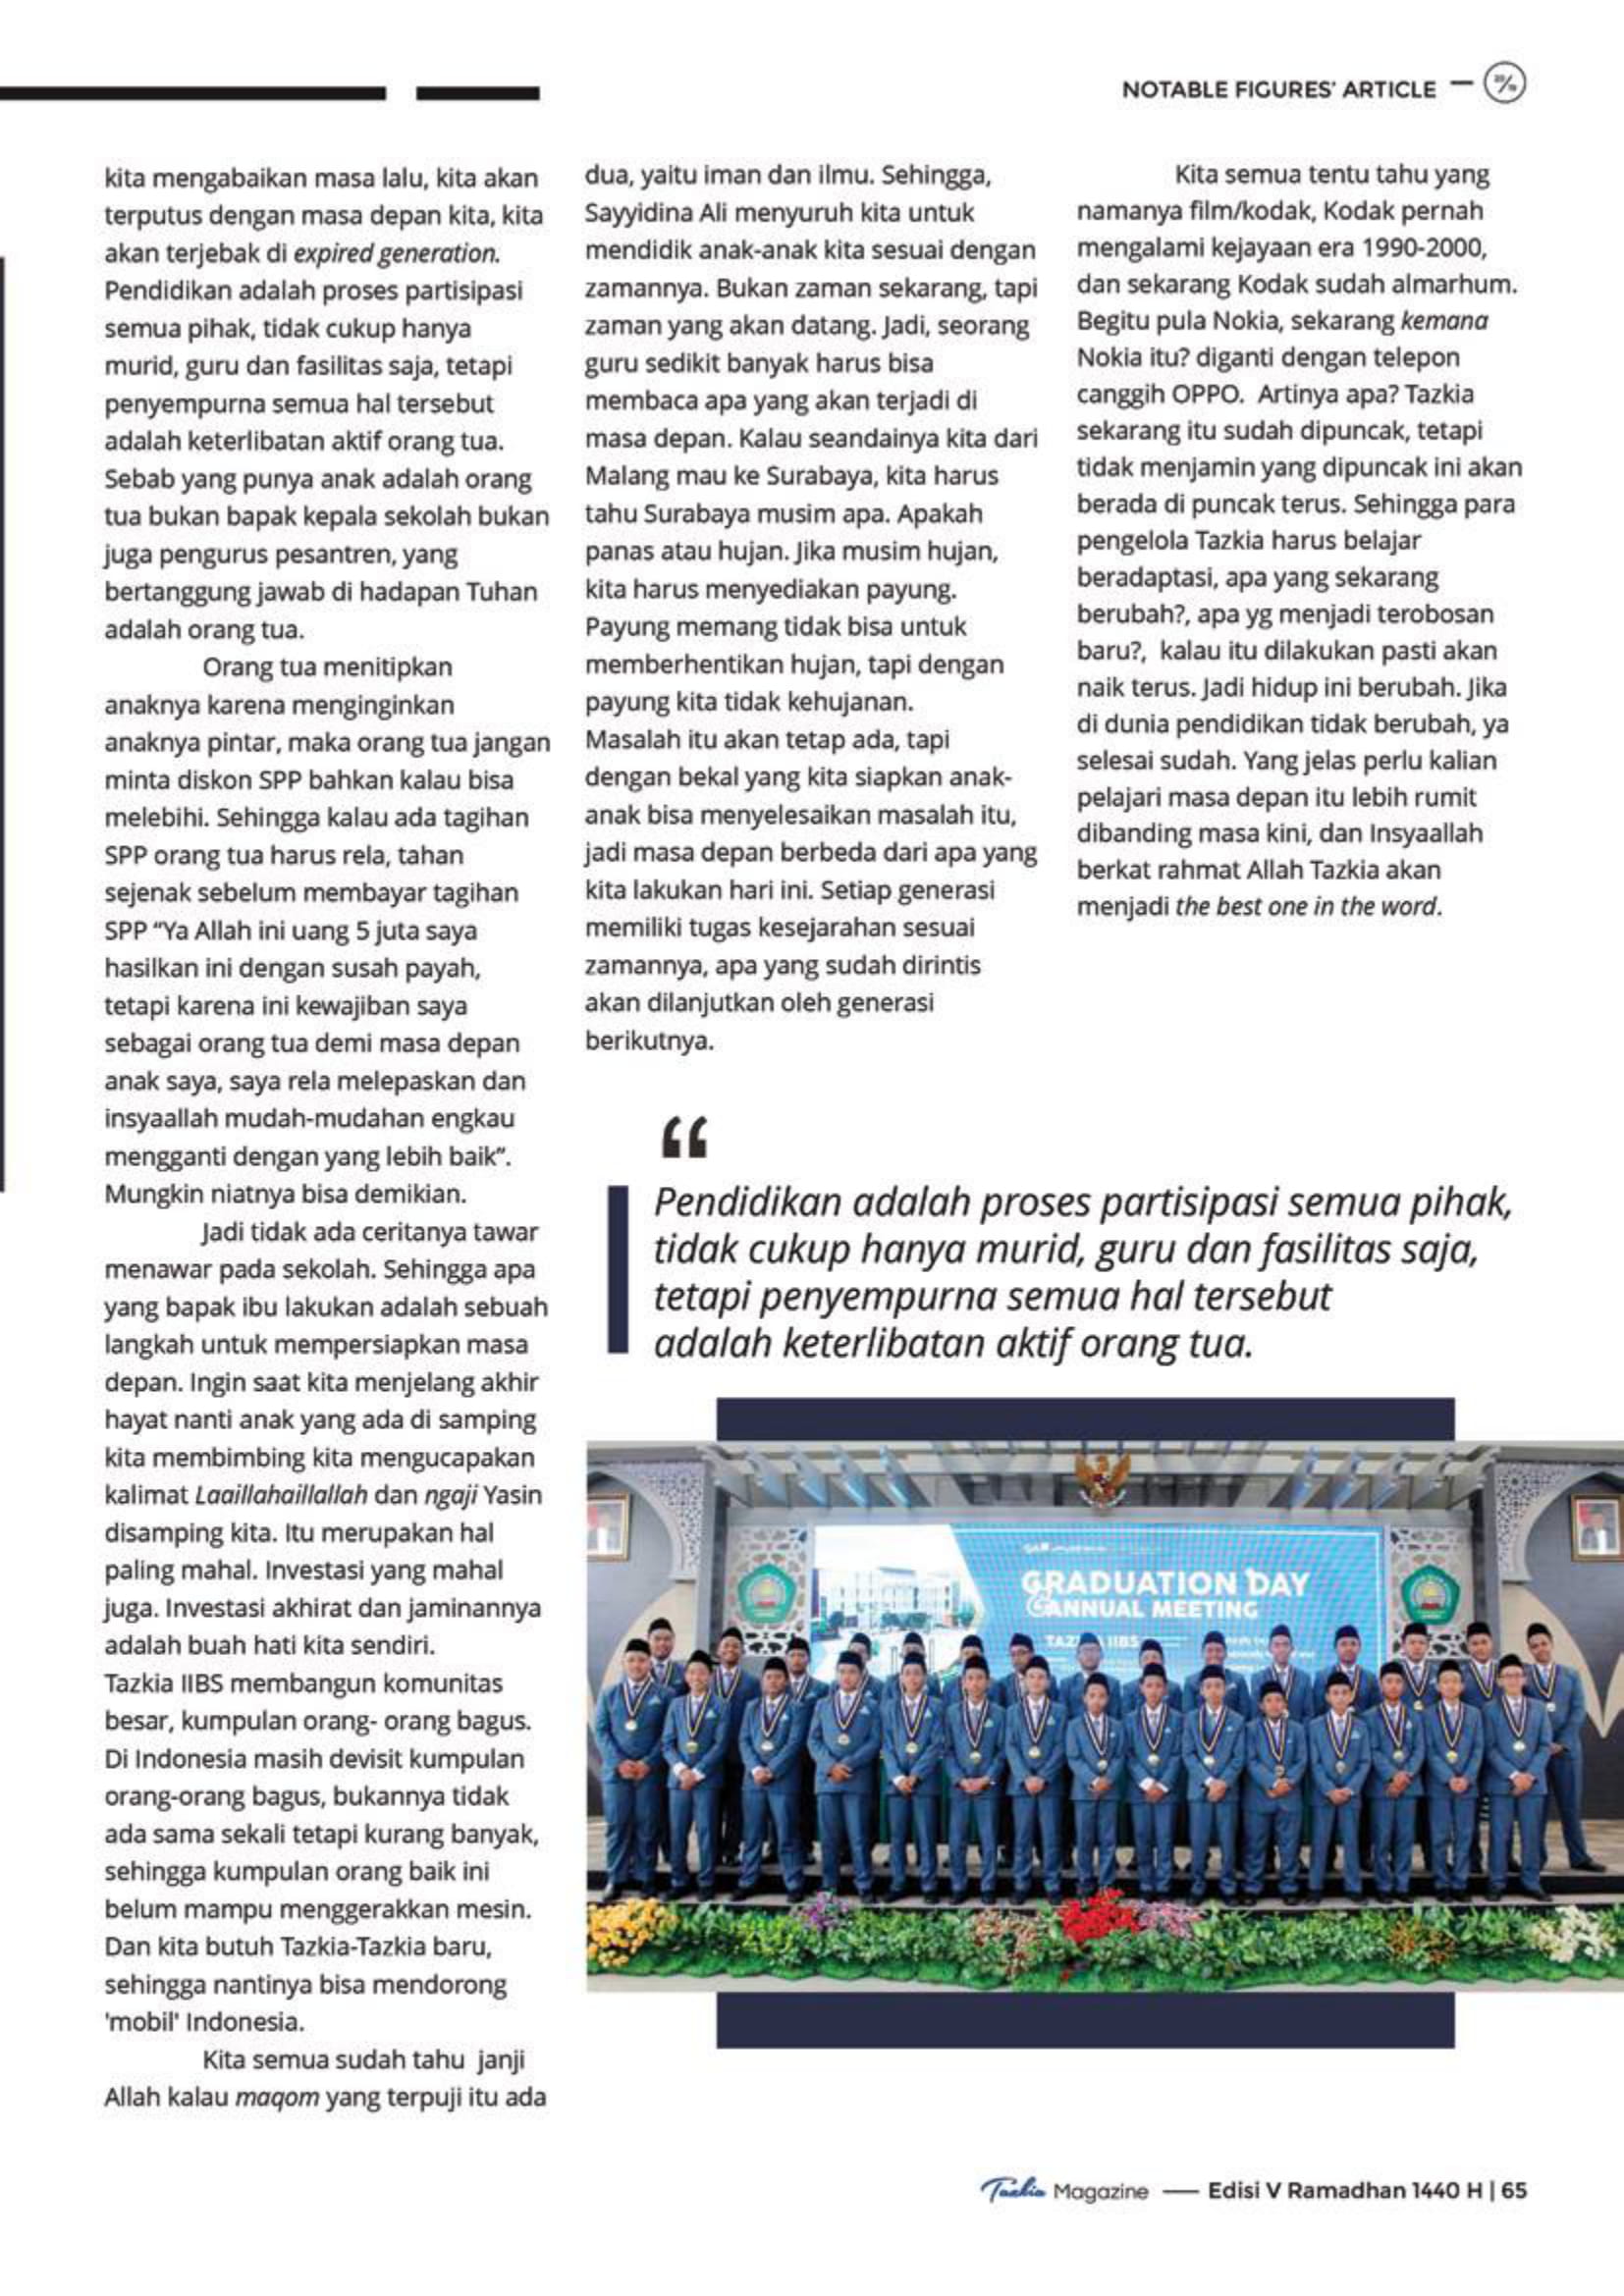 NOTABLE FIGURES' ARTICLE
kita mengabaikan masa lalu, kita akan
terputus dengan masa depan kita, kita
akan terjebak di expired generation.
Pendidikan adalah proses partisipasi
semua pihak, tidak cukup hanya
murid, guru dan fasilitas saja, tetapi
penyempurna semua hal tersebut
adalah keterlibatan aktif orang tua.
Sebab yang punya anak adalah orang
tua bukan bapak kepala sekolah bukan
juga pengurus pesantren, yang
bertanggung jawab di hadapan Tuhan
adalah orang tua.
Orang tua menitipkan
anaknya karena menginginkan
anaknya pintar, maka orang tua jangan
minta diskon SPP bahkan kalau bisa
melebihi. Sehingga kalau ada tagihan
SPP orang tua harus rela, tahan
sejenak sebelum membayar tagihan
SPP “Ya Allah ini uang 5 juta saya
hasilkan ini dengan susah payah,
tetapi karena ini kewajiban saya
sebagai orang tua demi masa depan
anak saya, saya rela melepaskan dan
insyaallah mudah-mudahan engkau
mengganti dengan yang lebih baik”.
Mungkin niatnya bisa demikian.
Jadi tidak ada ceritanya tawar
menawar pada sekolah. Sehingga apa
yang bapak ibu lakukan adalah sebuah
langkah untuk mempersiapkan masa
depan. Ingin saat kita menjelang akhir
hayat nanti anak yang ada di samping
kita membimbing kita mengucapakan
kalimat Laaillahaillallah dan ngaji Yasin
disamping kita. Itu merupakan hal
paling mahal. Investasi yang mahal
juga. Investasi akhirat dan jaminannya
adalah buah hati kita sendiri.
Tazkia IIBS membangun komunitas
besar, kumpulan orang- orang bagus.
Di Indonesia masih devisit kumpulan
orang-orang bagus, bukannya tidak
ada sama sekali tetapi kurang banyak,
sehingga kumpulan orang baik ini
belum mampu menggerakkan mesin.
Dan kita butuh Tazkia-Tazkia baru,
sehingga nantinya bisa mendorong
'mobil' Indonesia.
Kita semua sudah tahu janji
Allah kalau maqom yang terpuji itu ada
dua, yaitu iman dan ilmu. Sehingga,
Sayyidina Ali menyuruh kita untuk
mendidik anak-anak kita sesuai dengan
zamannya. Bukan zaman sekarang, tapi
zaman yang akan datang. Jadi, seorang
guru sedikit banyak harus bisa
membaca apa yang akan terjadi di
masa depan. Kalau seandainya kita dari
Malang mau ke Surabaya, kita harus
tahu Surabaya musim apa. Apakah
panas atau hujan. Jika musim hujan,
kita harus menyediakan payung.
Payung memang tidak bisa untuk
memberhentikan hujan, tapi dengan
payung kita tidak kehujanan.
Masalah itu akan tetap ada, tapi
dengan bekal yang kita siapkan anak-
anak bisa menyelesaikan masalah itu,
jadi masa depan berbeda dari apa yang
kita lakukan hari ini. Setiap generasi
memiliki tugas kesejarahan sesuai
zamannya, apa yang sudah dirintis
akan dilanjutkan oleh generasi
berikutnya.
Kita semua tentu tahu yang
namanya film/kodak, Kodak pernah
mengalami kejayaan era 1990-2000,
dan sekarang Kodak sudah almarhum.
Begitu pula Nokia, sekarang kemana
Nokia itu? diganti dengan telepon
canggih OPPO. Artinya apa? Tazkia
sekarang itu sudah dipuncak, tetapi
tidak menjamin yang dipuncak ini akan
berada di puncak terus. Sehingga para
pengelola Tazkia harus belajar
beradaptasi, apa yang sekarang
berubah?, apa yg menjadi terobosan
baru?, kalau itu dilakukan pasti akan
naik terus. Jadi hidup ini berubah. Jika
di dunia pendidikan tidak berubah, ya
selesai sudah. Yang jelas perlu kalian
pelajari masa depan itu lebih rumit
dibanding masa kini, dan Insyaallah
berkat rahmat Allah Tazkia akan
menjadi the best one in the word.
“
Pendidikan adalah proses partisipasi semua pihak,
tidak cukup hanya murid, guru dan fasilitas saja,
tetapi penyempurna semua hal tersebut
adalah keterlibatan aktif orang tua.
GRADUATION DAY
& ANNUAL MEETING
IIBS
Tazkia Magazine — Edisi V Ramadhan 1440 H | 65